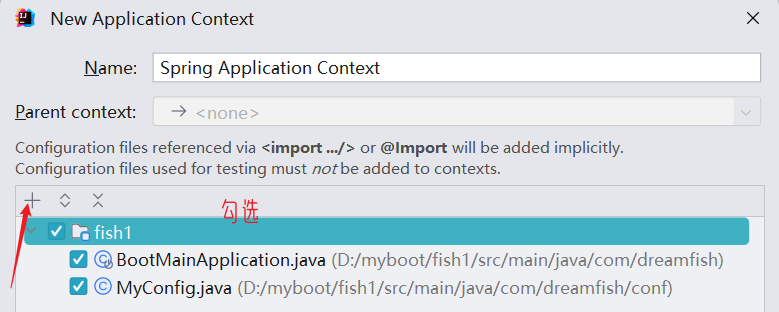 New Application Context
Name: Spring Application Context
Parent context: <none>
Configuration files referenced via <import .../> or @Import will be added implicitly.
Configuration files used for testing must not be added to contexts.
勾选
fish1
BootMainApplication.java (D:/myboot/fish1/src/main/java/com/dreamfish)
MyConfig.java (D:/myboot/fish1/src/main/java/com/dreamfish/conf)